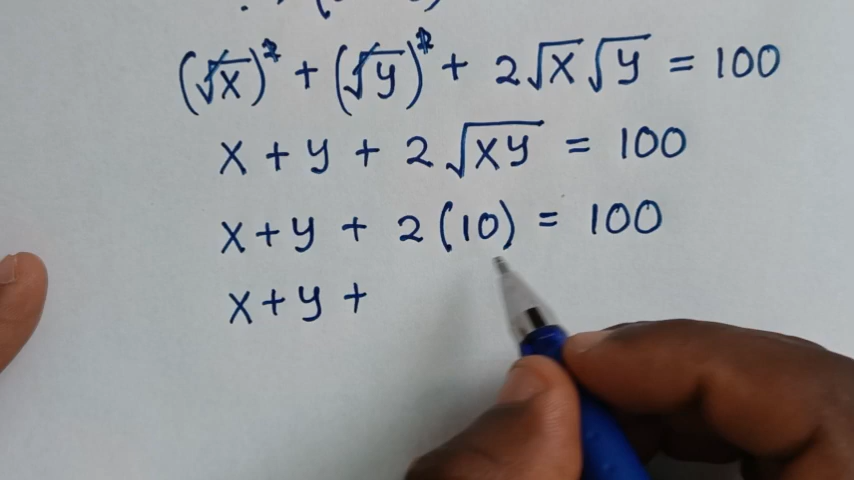 (√x)² + (√y)² + 2√x√y = 100
x + y + 2√xy = 100
x + y + 2(10) = 100
x + y +